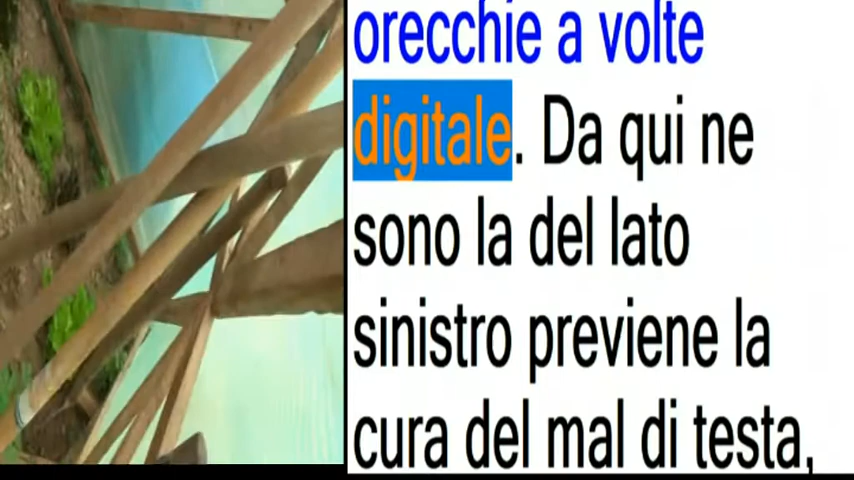 orecchie a volte
digitale. Da qui ne
sono la del lato
sinistro previene la
cura del mal di testa,